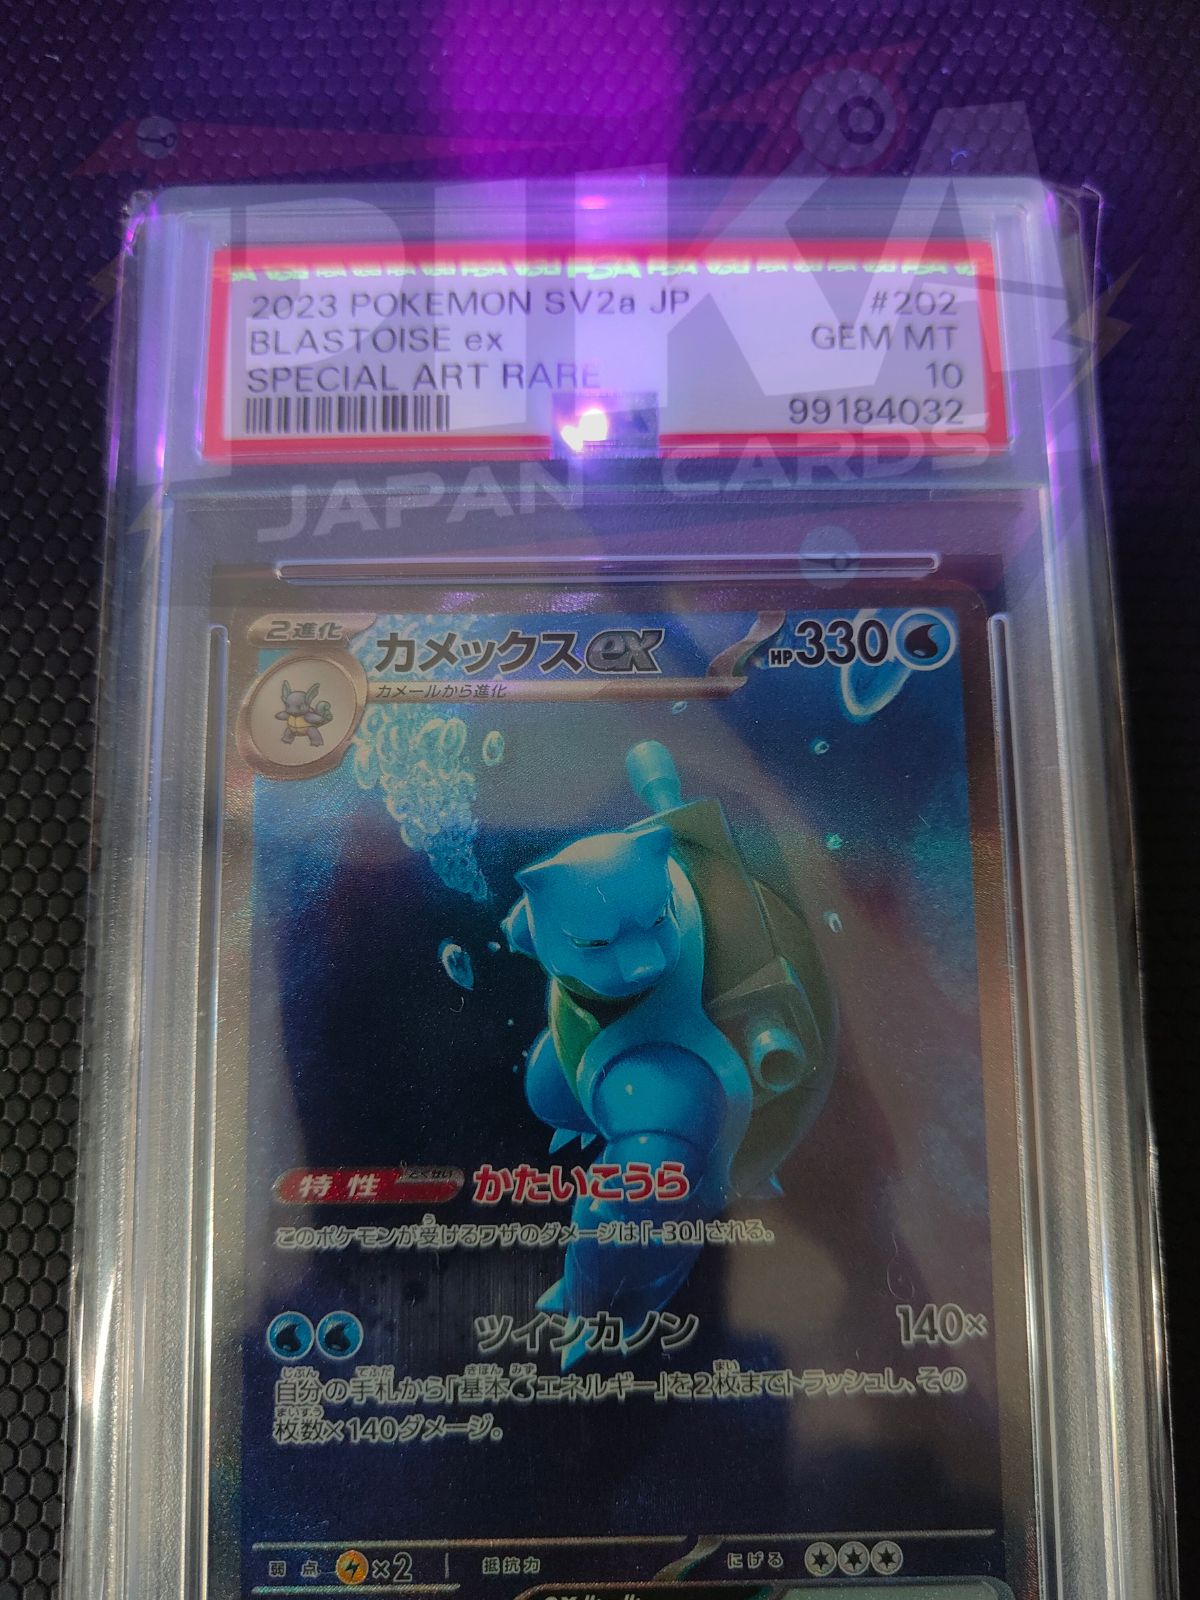 PIKA
JAPAN CARDS
2023 POKEMON SV2a JP #202
BLASTOISE ex GEM MT
SPECIAL ART RARE 10
99184032
2進化
カメックスex HP330
カメールから進化
特性 とくせい かたいこうら
このポケモンが受けるワザのダメージは「-30」される。
ツインカノン 140×
自分の手札から「基本エネルギー」を2枚までトラッシュし、その
枚数×140ダメージ。
弱点 ×2 抵抗力 にげる